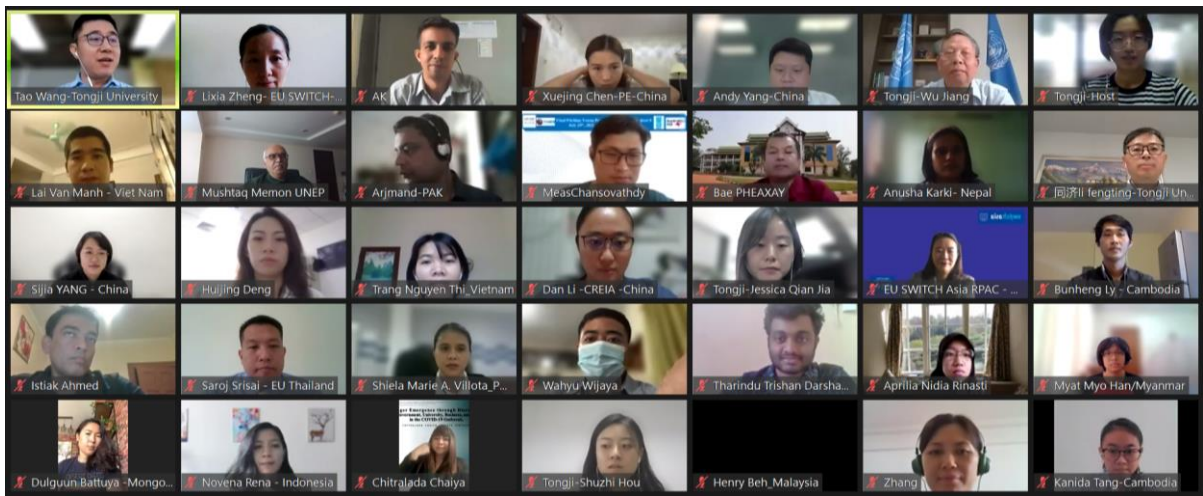 Tao Wang-Tongji University
Lixia Zheng- EU SWITCH-...
AK
Xuejing Chen-PE-China
Andy Yang-China
Tongji-Wu Jiang
Tongji-Host
Lai Van Manh - Viet Nam
Mushtaq Memon UNEP
Arjmand-PAK
MeasChansovathdy
Bae PHEAXAY
Anusha Karki- Nepal
同济li fengting-Tongji Un...
Sijia YANG - China
Huijing Deng
Trang Nguyen Thi_Vietnam
Dan Li -CREIA -China
Tongji-Jessica Qian Jia
EU SWITCH Asia RPAC - ...
Bunheng Ly - Cambodia
Istiak Ahmed
Saroj Srisai - EU Thailand
Shiela Marie A. Villota_P...
Wahyu Wijaya
Tharindu Trishan Darsha...
Aprilia Nidia Rinasti
Myat Myo Han/Myanmar
Dulguun Battuya -Mongo...
Novena Rena - Indonesia
Chitralada Chaiya
Tongji-Shuzhi Hou
Henry Beh_Malaysia
Zhang
Kanida Tang-Cambodia